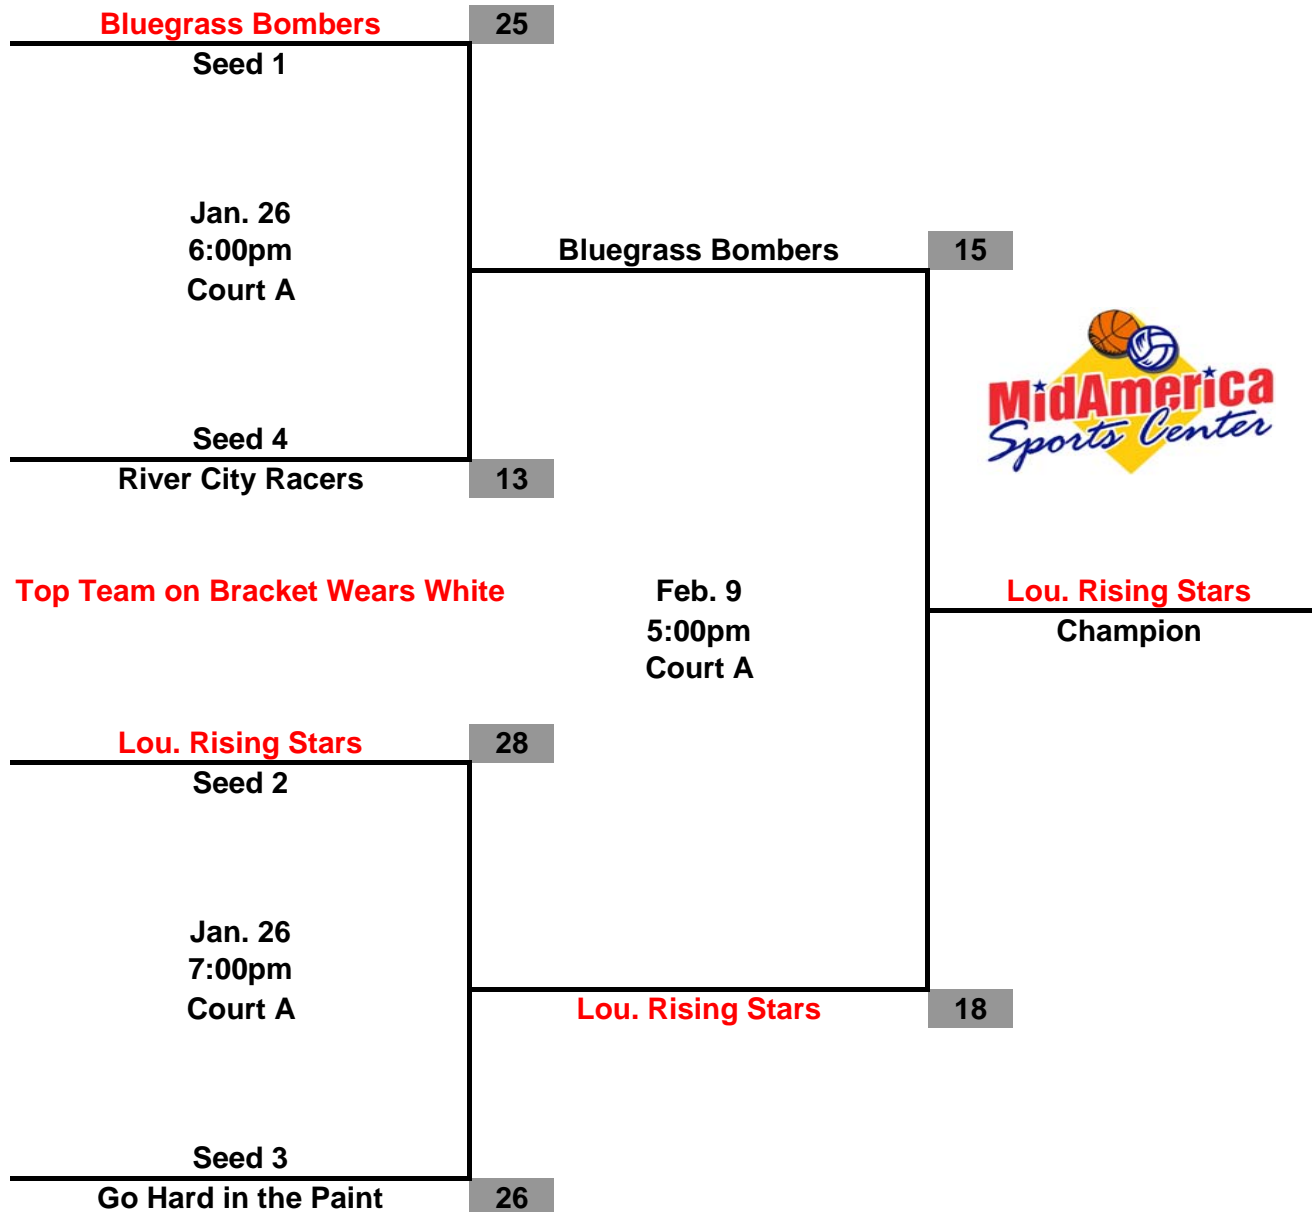 Bluegrass Bombers 25
Seed 1
Jan. 26
6:00pm
Court A
Bluegrass Bombers 15
MidAmerica
Sports Center
Seed 4
River City Racers 13
Top Team on Bracket Wears White
Feb. 9
5:00pm
Court A
Lou. Rising Stars
Champion
Lou. Rising Stars 28
Seed 2
Jan. 26
7:00pm
Court A
Lou. Rising Stars 18
Seed 3
Go Hard in the Paint 26